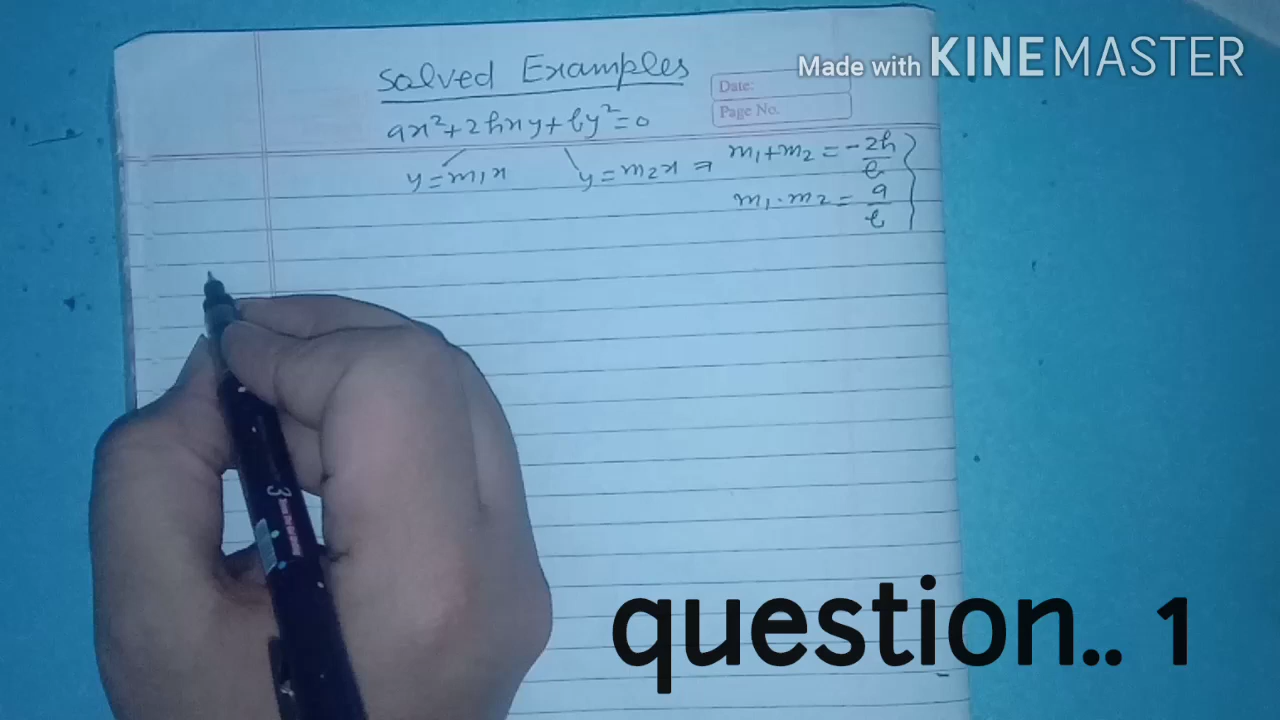 Made with KINEMASTER
Solved Examples
Date:
Page No.
ax²+2hxy+by²=0
y=m₁x y=m₂x ⇒ m₁+m₂ = -2h/b
m₁.m₂ = a/b
question.. 1